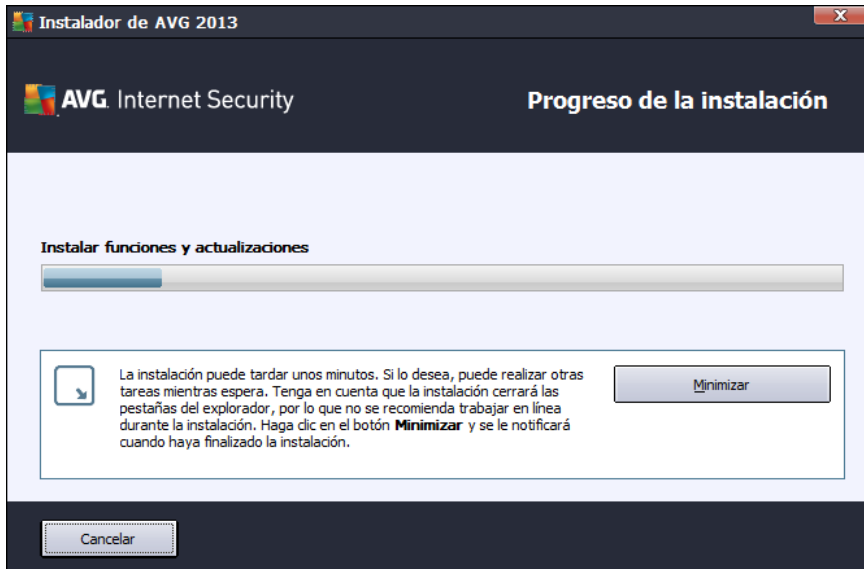 Instalador de AVG 2013
X
AVG. Internet Security
Progreso de la instalación
Instalar funciones y actualizaciones
La instalación puede tardar unos minutos. Si lo desea, puede realizar otras
tareas mientras espera. Tenga en cuenta que la instalación cerrará las
pestañas del explorador, por lo que no se recomienda trabajar en línea
durante la instalación. Haga clic en el botón Minimizar y se le notificará
cuando haya finalizado la instalación.
Minimizar
Cancelar